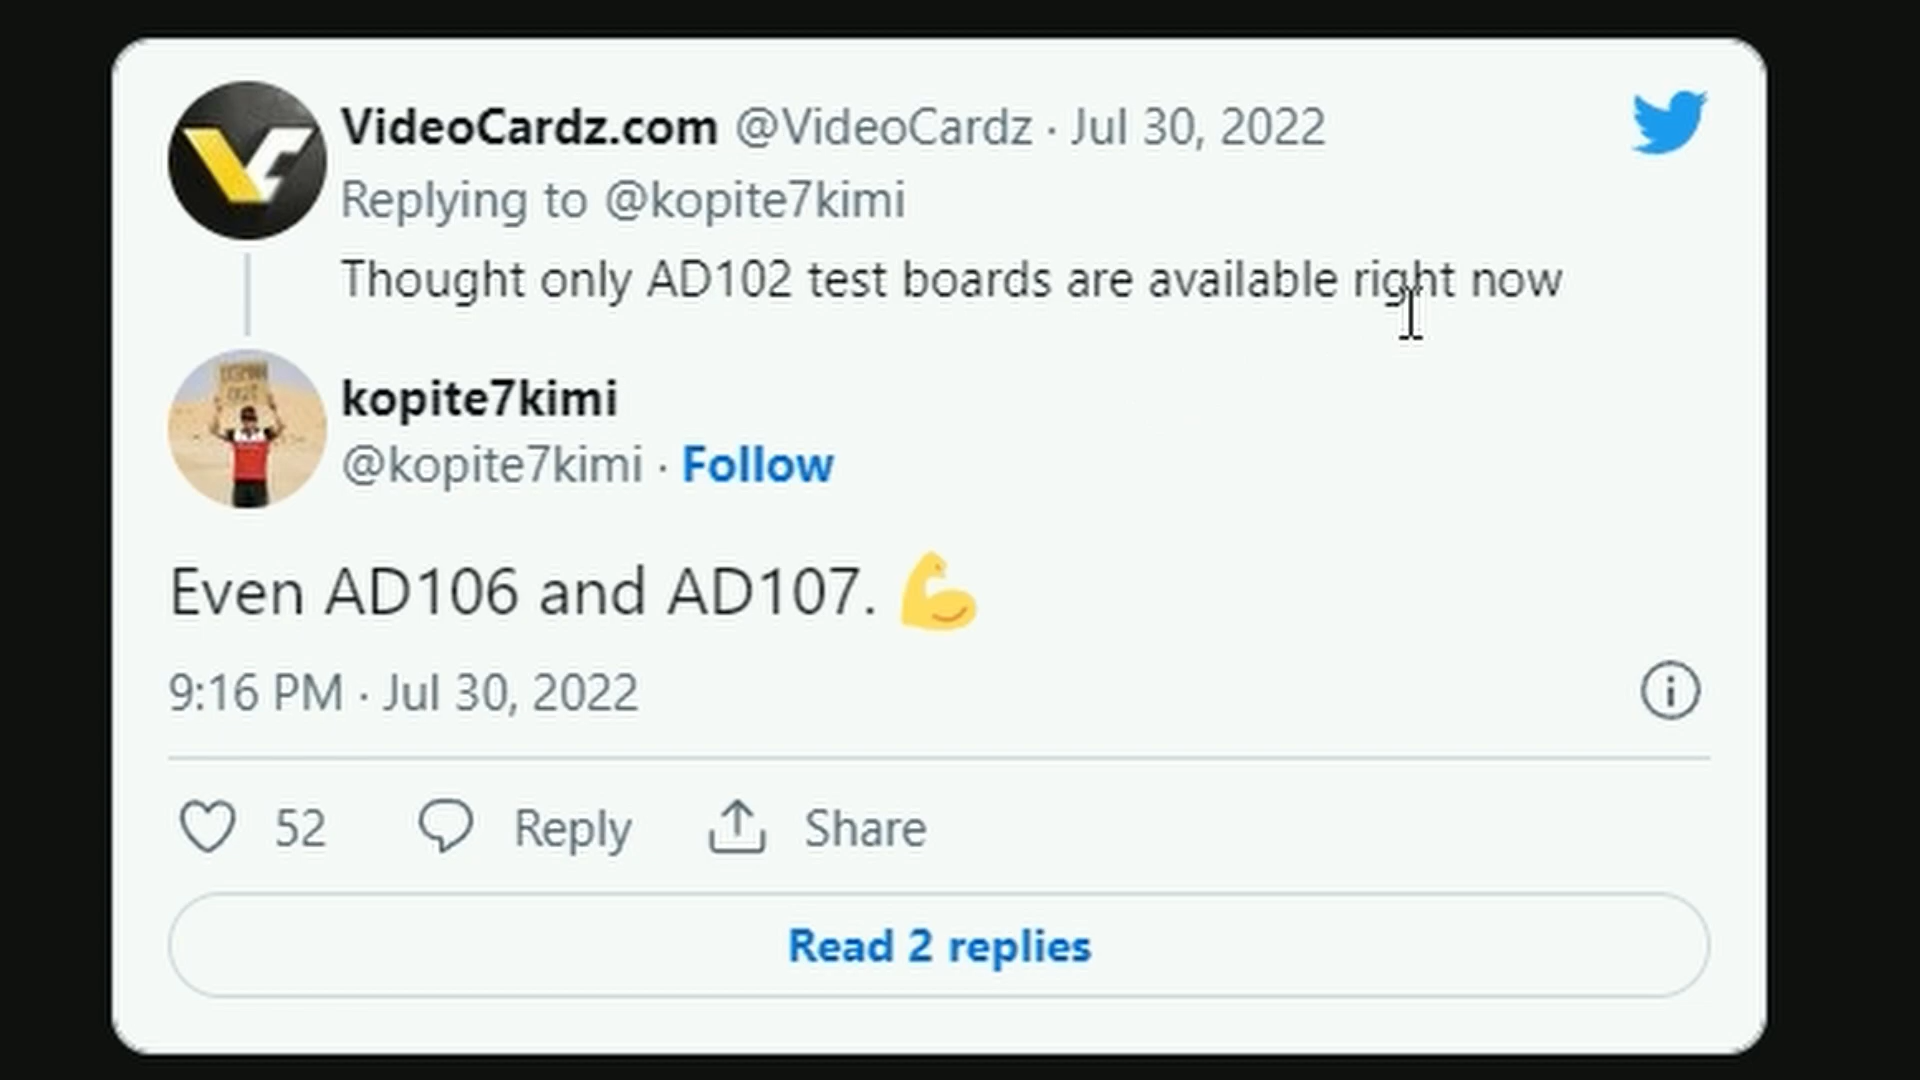 VideoCardz.com @VideoCardz · Jul 30, 2022
Replying to @kopite7kimi
Thought only AD102 test boards are available right now
kopite7kimi
@kopite7kimi · Follow
Even AD106 and AD107. 💪
9:16 PM · Jul 30, 2022
52 Reply Share
Read 2 replies